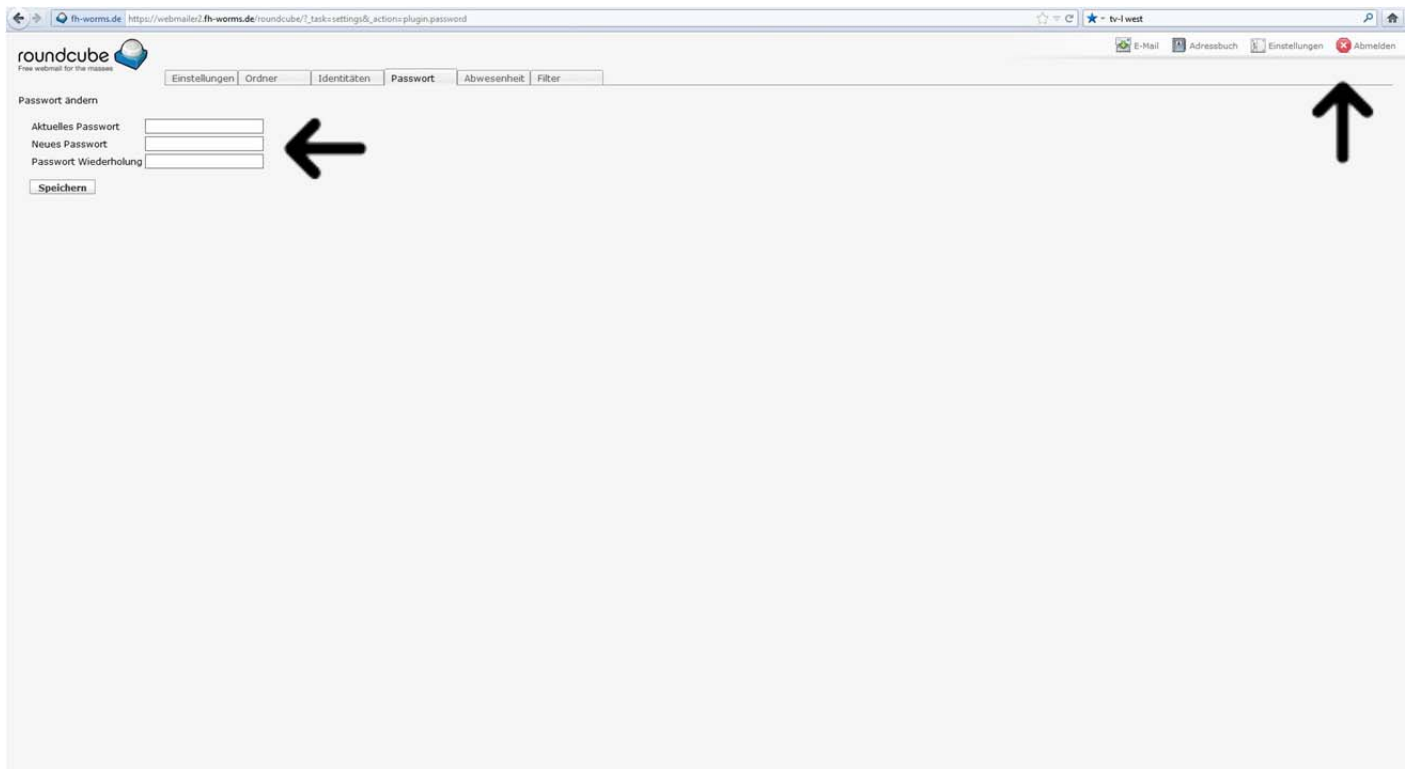 fh-worms.de https://webmailer2.fh-worms.de/roundcube/?_task=settings&_action=plugin.password tv-l west
E-Mail Adressbuch Einstellungen Abmelden
roundcube
Free webmail for the masses
Einstellungen Ordner Identitäten Passwort Abwesenheit Filter
Passwort ändern
Aktuelles Passwort
Neues Passwort
Passwort Wiederholung
Speichern